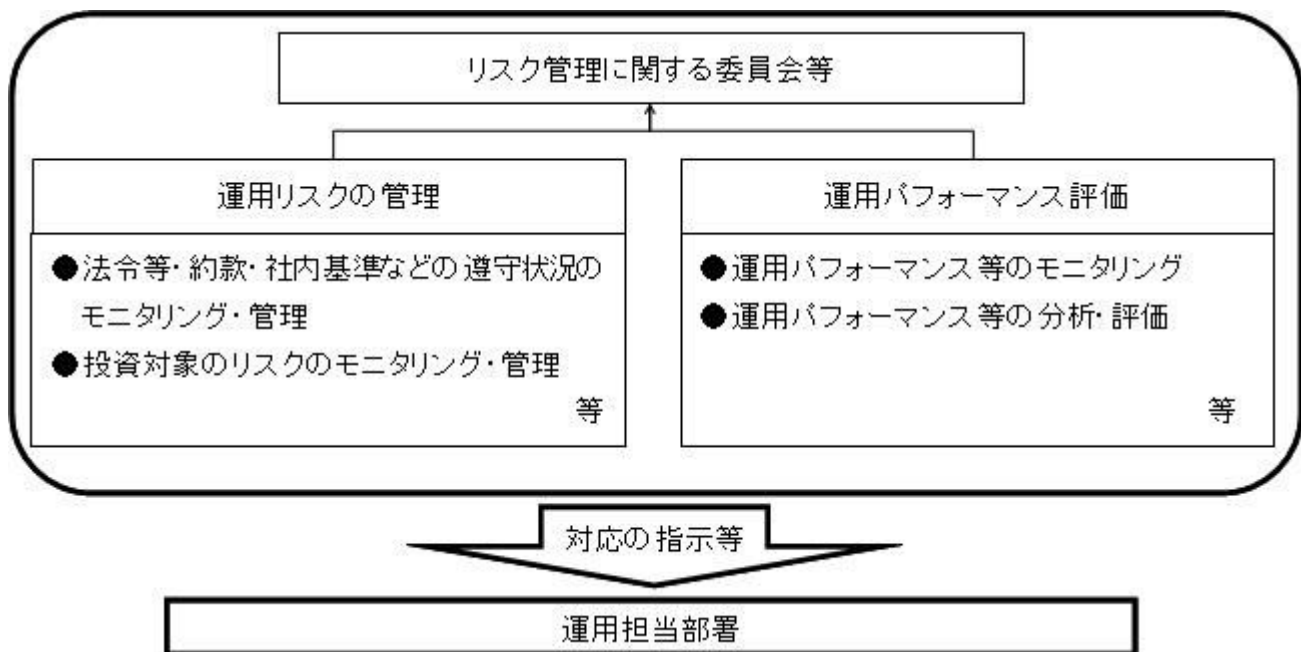 リスク管理に関する委員会等
運用リスクの管理
●法令等・約款・社内基準などの遵守状況の
モニタリング・管理
●投資対象のリスクのモニタリング・管理
等
運用パフォーマンス評価
●運用パフォーマンス等のモニタリング
●運用パフォーマンス等の分析・評価
等
対応の指示等
運用担当部署